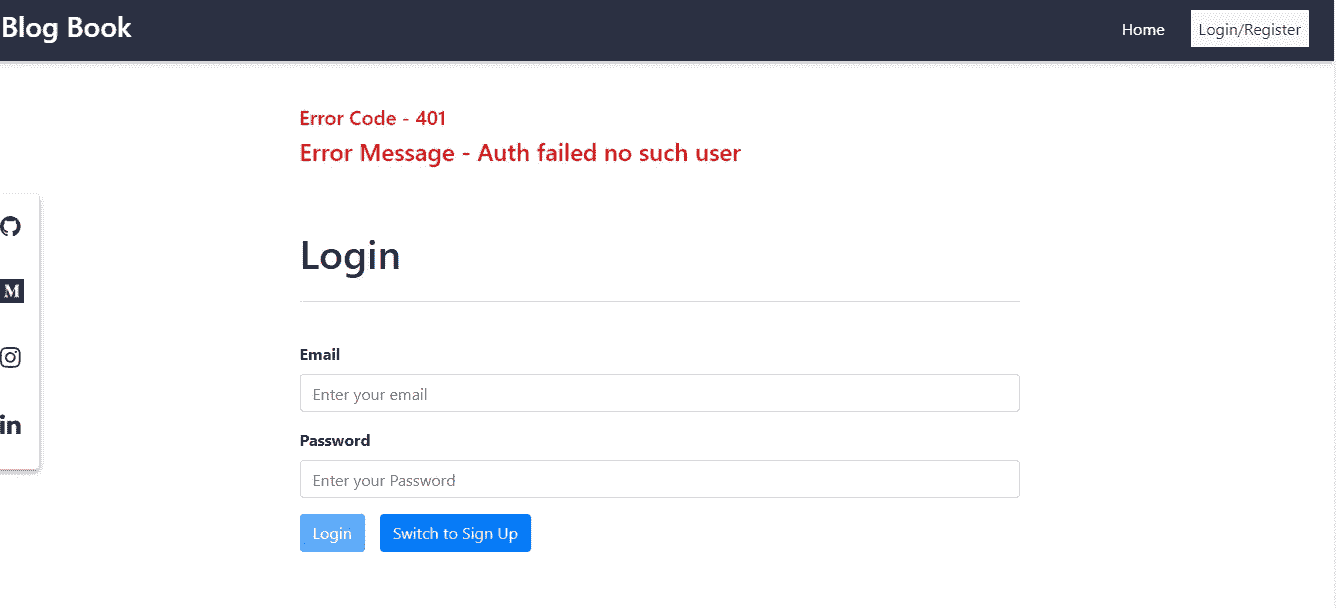 Blog Book
Home
Login/Register
Error Code - 401
Error Message - Auth failed no such user
M
in
Login
Email
Enter your email
Password
Enter your Password
Login
Switch to Sign Up